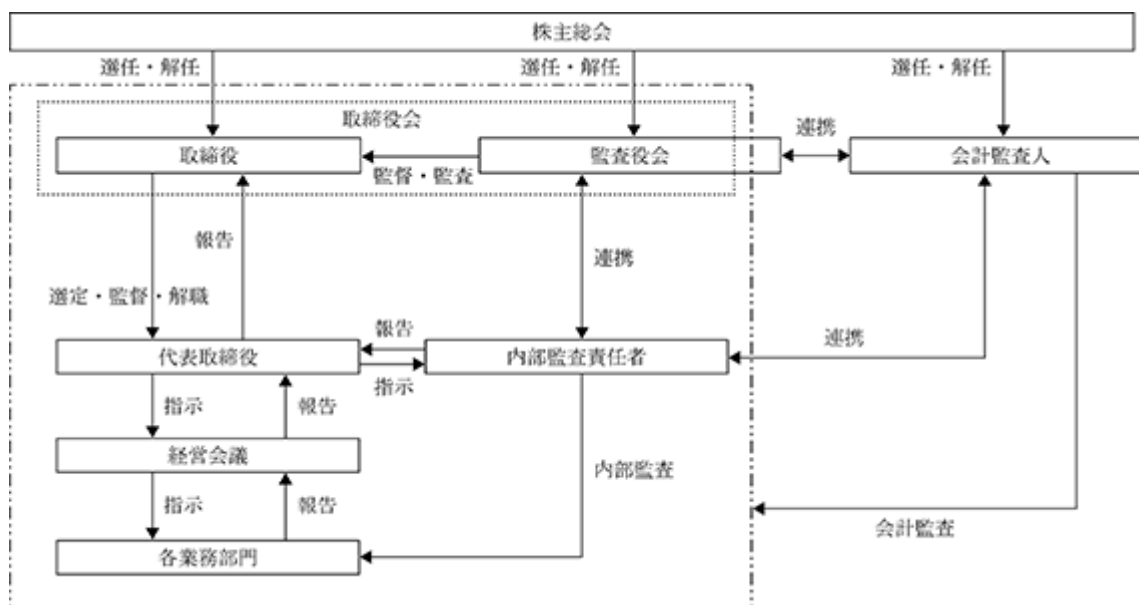 株主総会
選任・解任
選任・解任
選任・解任
取締役会
取締役
監査役会
連携
会計監査人
監督・監査
報告
連携
選定・監督・解職
報告
連携
代表取締役
内部監査責任者
指示
指示
報告
経営会議
内部監査
指示
報告
会計監査
各業務部門